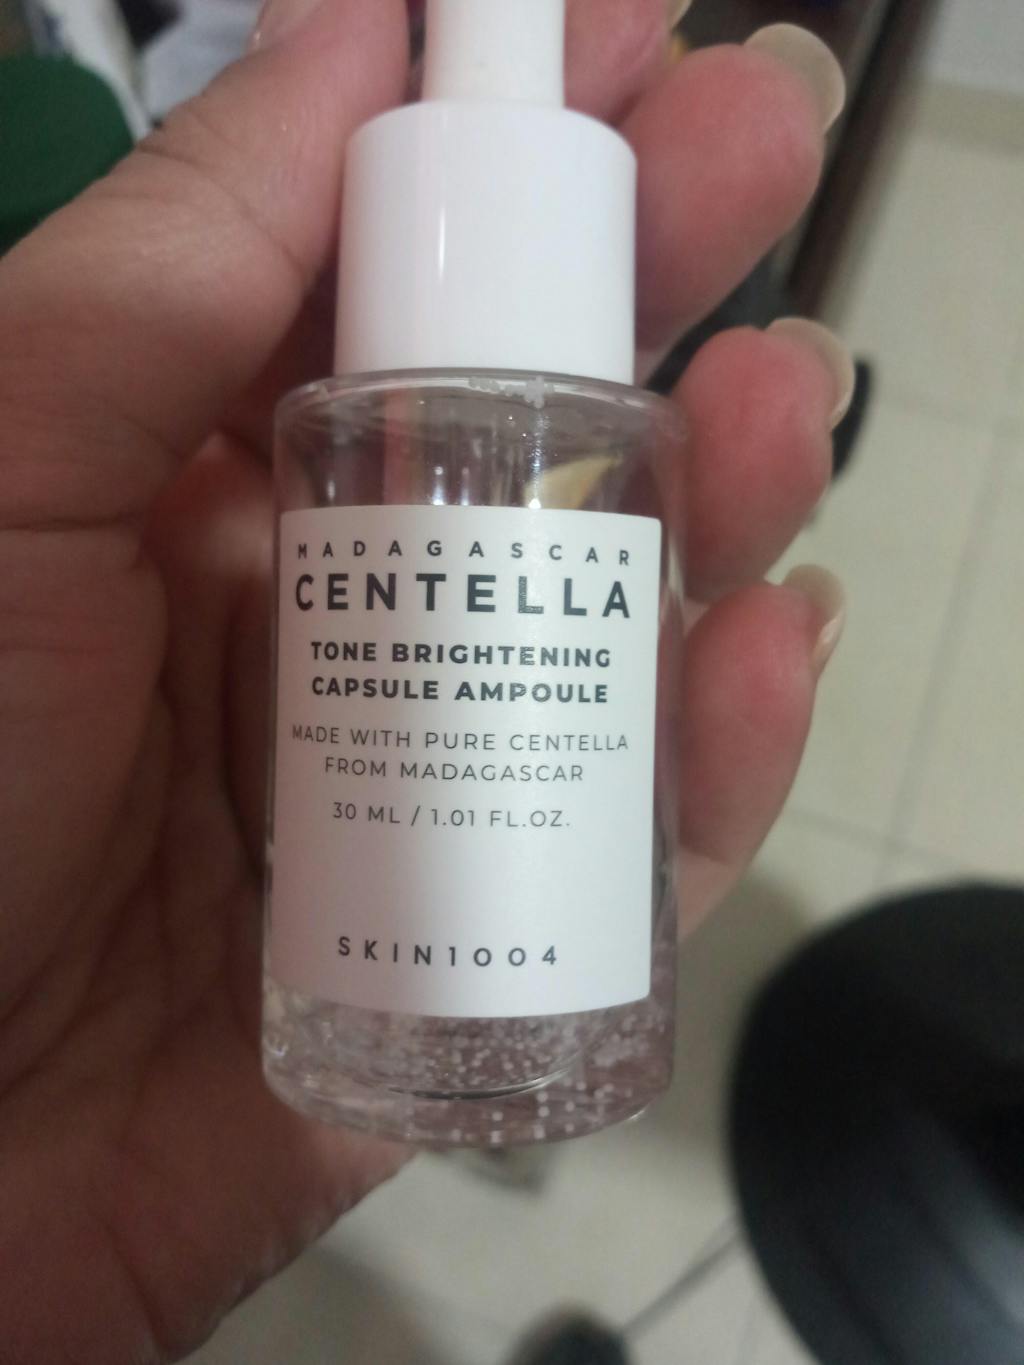 MADAGASCAR
CENTELLA
TONE BRIGHTENING
CAPSULE AMPOULE
MADE WITH PURE CENTELLA
FROM MADAGASCAR
30 ML / 1.01 FL.OZ.
SKIN1004